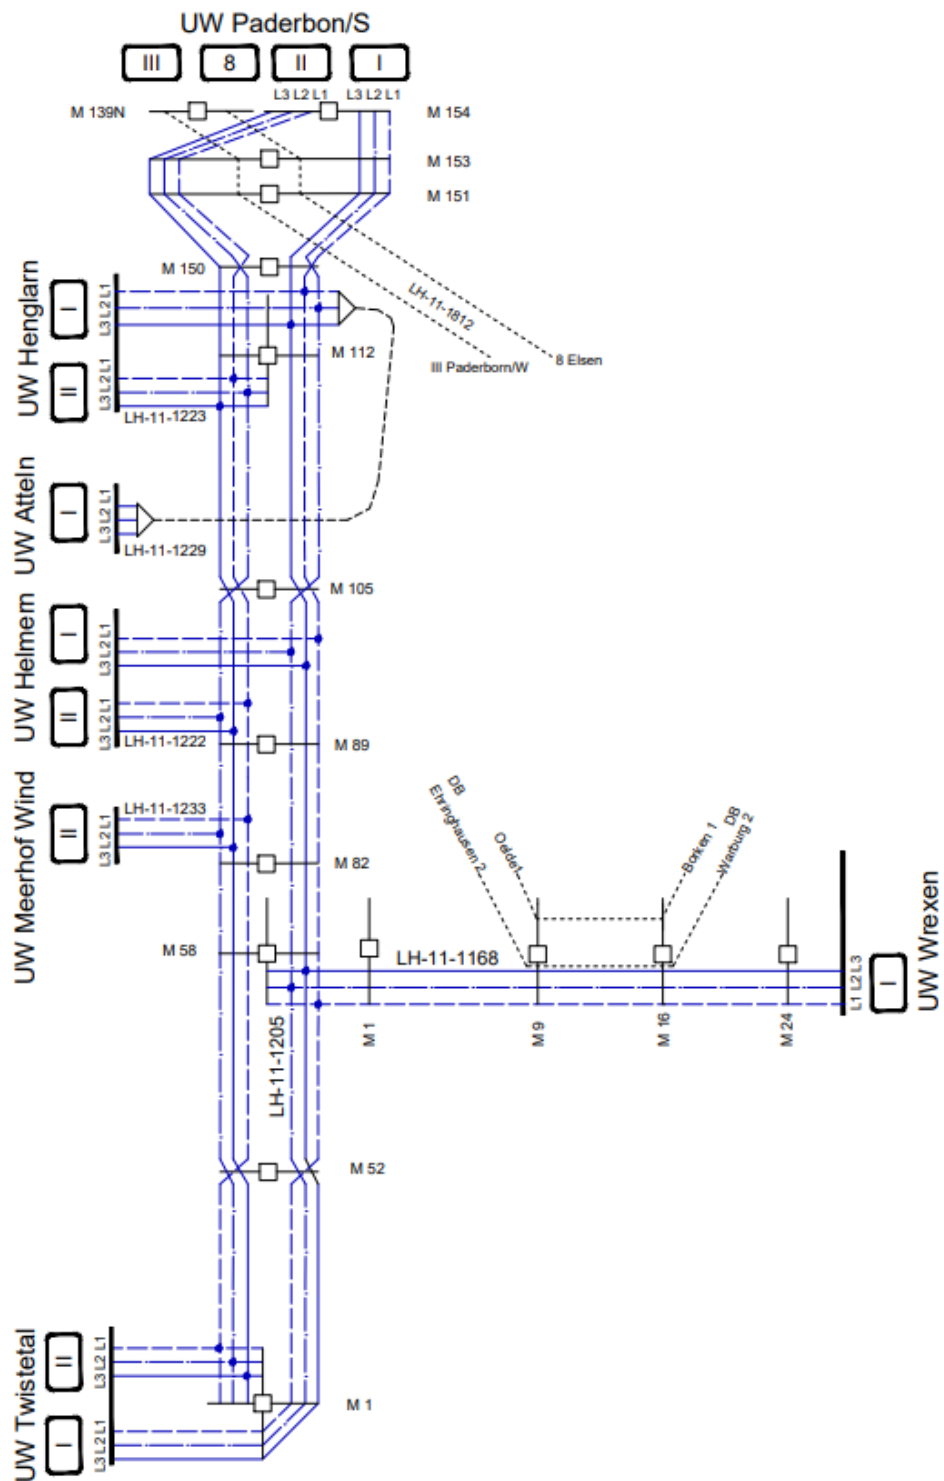 UW Paderbon/S
III 8 II I
L3 L2 L1 L3 L2 L1
M 139N M 154
M 153
M 151
M 150
UW Henglarn
I L3 L2 L1
LH-11-1812
M 112
III Paderborn/W
8 Elsen
II L3 L2 L1
LH-11-1223
UW Atteln
I L3 L2 L1
LH-11-1229
M 105
UW Helmern
I L3 L2 L1
II L3 L2 L1
LH-11-1222
M 89
UW Meerhof Wind
II L3 L2 L1
LH-11-1233
M 82
DB
Ehringhausen 2
Oelde1
Borken 1
DB
Warburg 2
M 58
LH-11-1168
L1 L2 L3
I
UW Wrexen
M 1
M 9
M 16
M 24
LH-11-1205
M 52
UW Twistetal
II L3 L2 L1
M 1
I L3 L2 L1